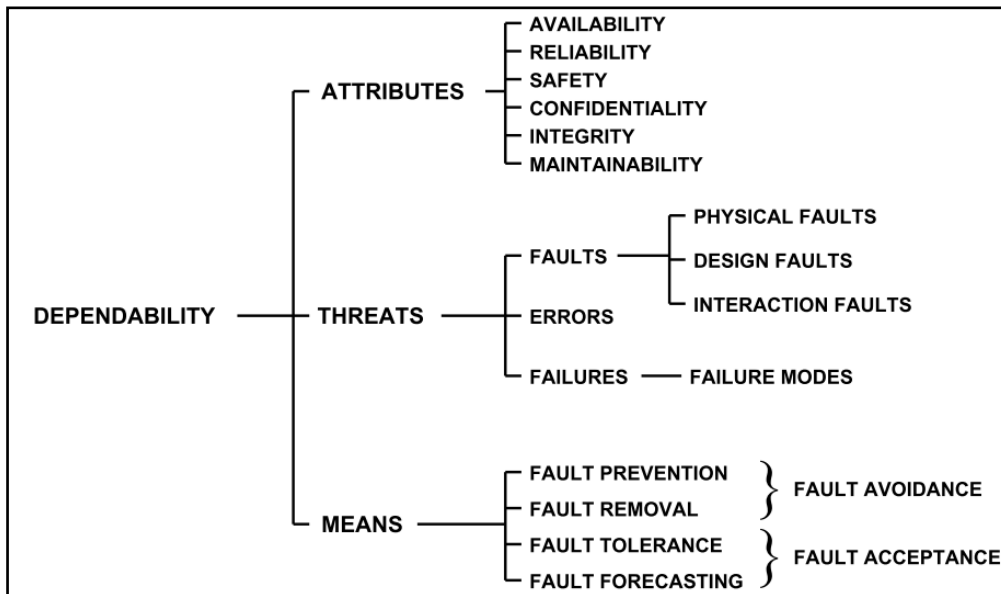 DEPENDABILITY
ATTRIBUTES
AVAILABILITY
RELIABILITY
SAFETY
CONFIDENTIALITY
INTEGRITY
MAINTAINABILITY
THREATS
FAULTS
PHYSICAL FAULTS
DESIGN FAULTS
INTERACTION FAULTS
ERRORS
FAILURES
FAILURE MODES
MEANS
FAULT PREVENTION
FAULT REMOVAL
FAULT AVOIDANCE
FAULT TOLERANCE
FAULT FORECASTING
FAULT ACCEPTANCE